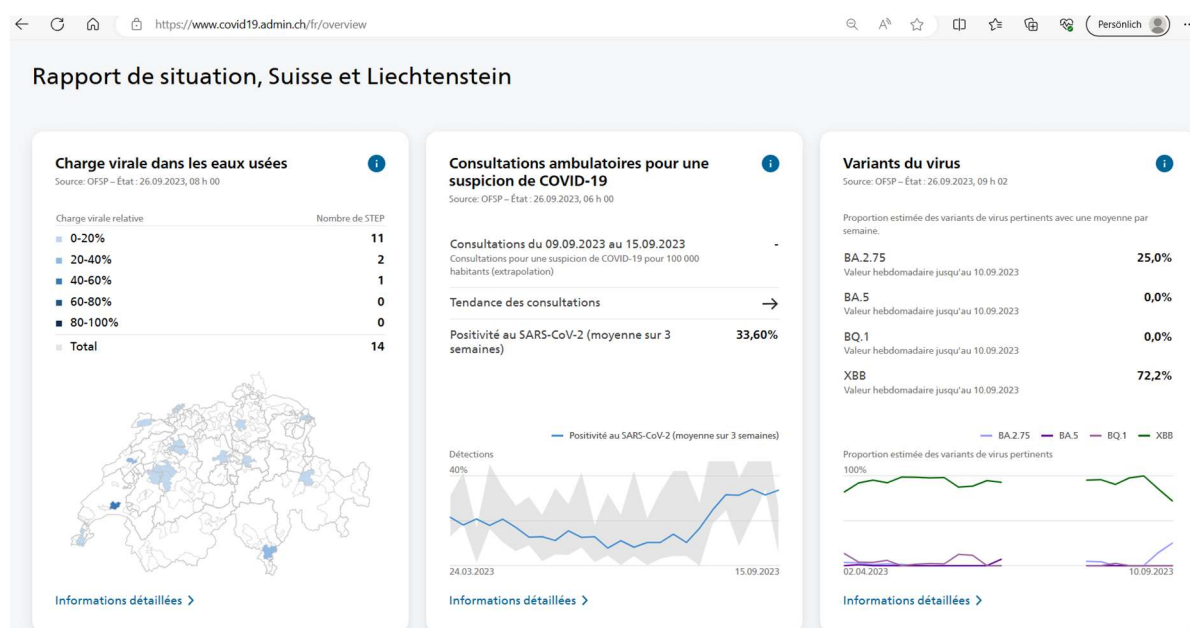 https://www.covid19.admin.ch/fr/overview
Persönlich
Rapport de situation, Suisse et Liechtenstein
Charge virale dans les eaux usées
Source: OFSP – État : 26.09.2023, 08 h 00
Charge virale relative Nombre de STEP
0-20% 11
20-40% 2
40-60% 1
60-80% 0
80-100% 0
Total 14
Informations détaillées
Consultations ambulatoires pour une
suspicion de COVID-19
Source: OFSP – État : 26.09.2023, 06 h 00
Consultations du 09.09.2023 au 15.09.2023 -
Consultations pour une suspicion de COVID-19 pour 100 000
habitants (extrapolation)
Tendance des consultations →
Positivité au SARS-CoV-2 (moyenne sur 3 33,60%
semaines)
Positivité au SARS-CoV-2 (moyenne sur 3 semaines)
Détections
40%
24.03.2023 15.09.2023
Informations détaillées
Variants du virus
Source: OFSP – État : 26.09.2023, 09 h 02
Proportion estimée des variants de virus pertinents avec une moyenne par
semaine.
BA.2.75 25,0%
Valeur hebdomadaire jusqu'au 10.09.2023
BA.5 0,0%
Valeur hebdomadaire jusqu'au 10.09.2023
BQ.1 0,0%
Valeur hebdomadaire jusqu'au 10.09.2023
XBB 72,2%
Valeur hebdomadaire jusqu'au 10.09.2023
BA.2.75 BA.5 BQ.1 XBB
Proportion estimée des variants de virus pertinents
100%
02.04.2023 10.09.2023
Informations détaillées